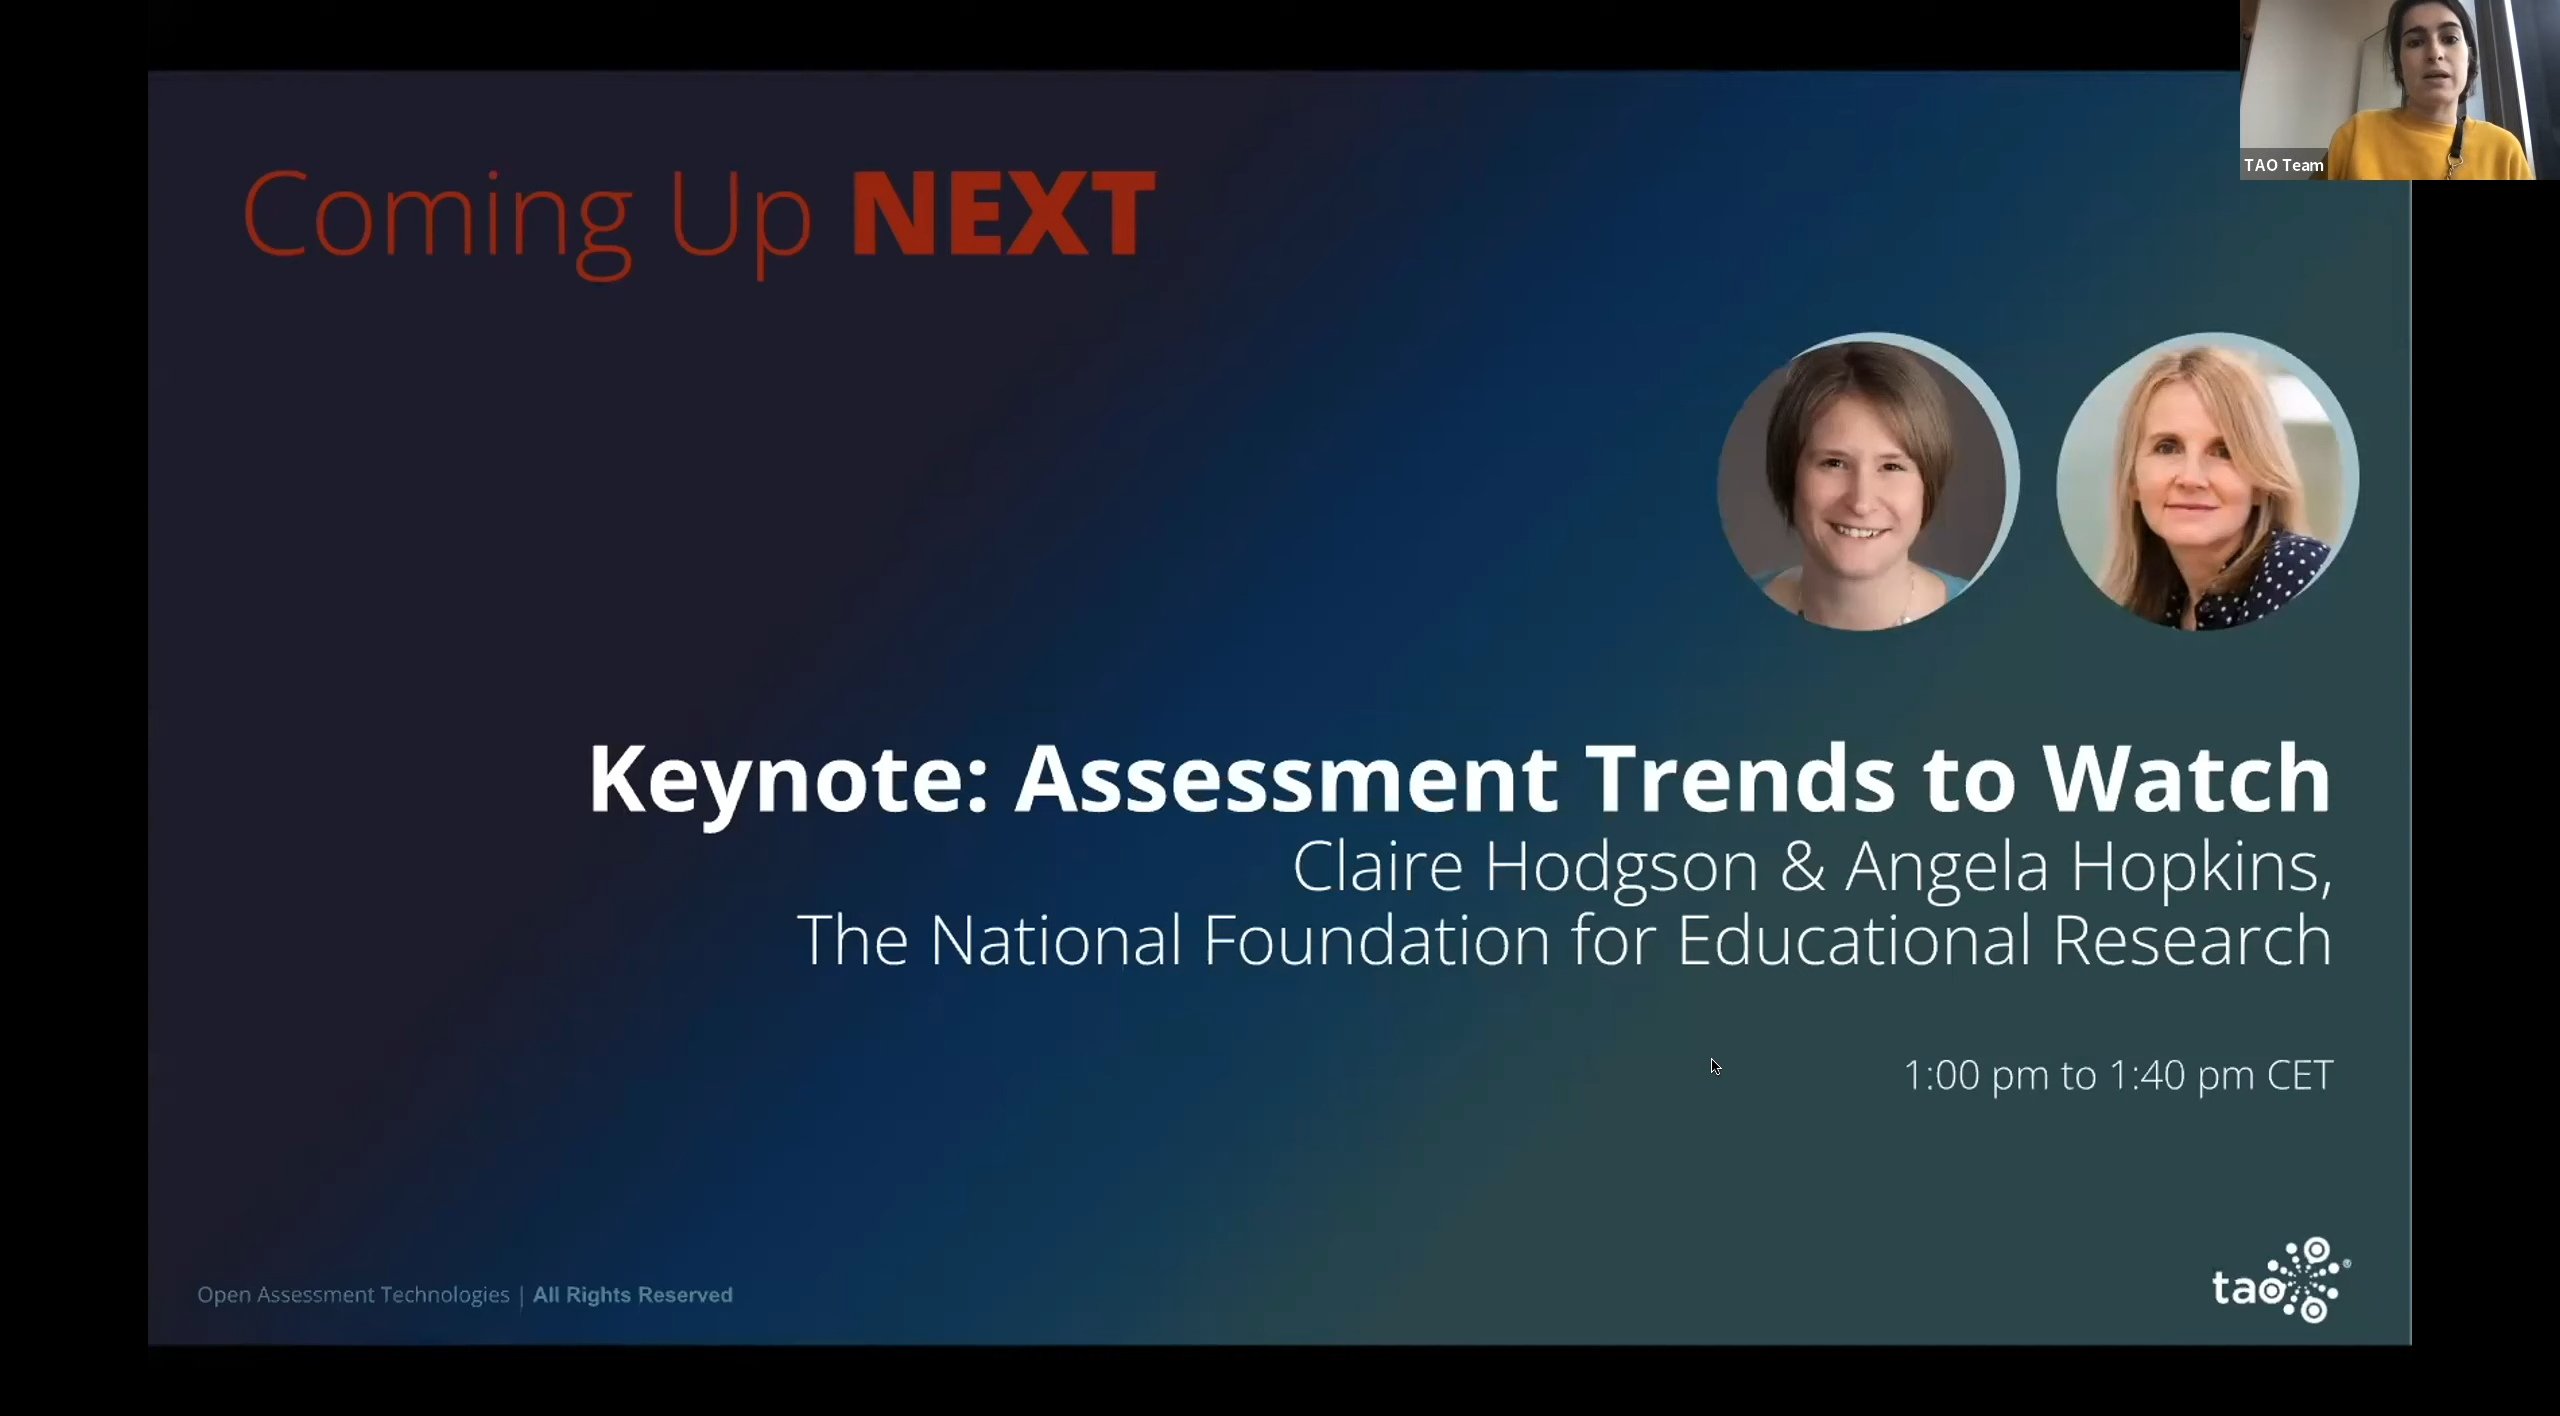 TAO Team
Coming Up NEXT
Keynote: Assessment Trends to Watch
Claire Hodgson & Angela Hopkins,
The National Foundation for Educational Research
1:00 pm to 1:40 pm CET
Open Assessment Technologies | All Rights Reserved
tao®